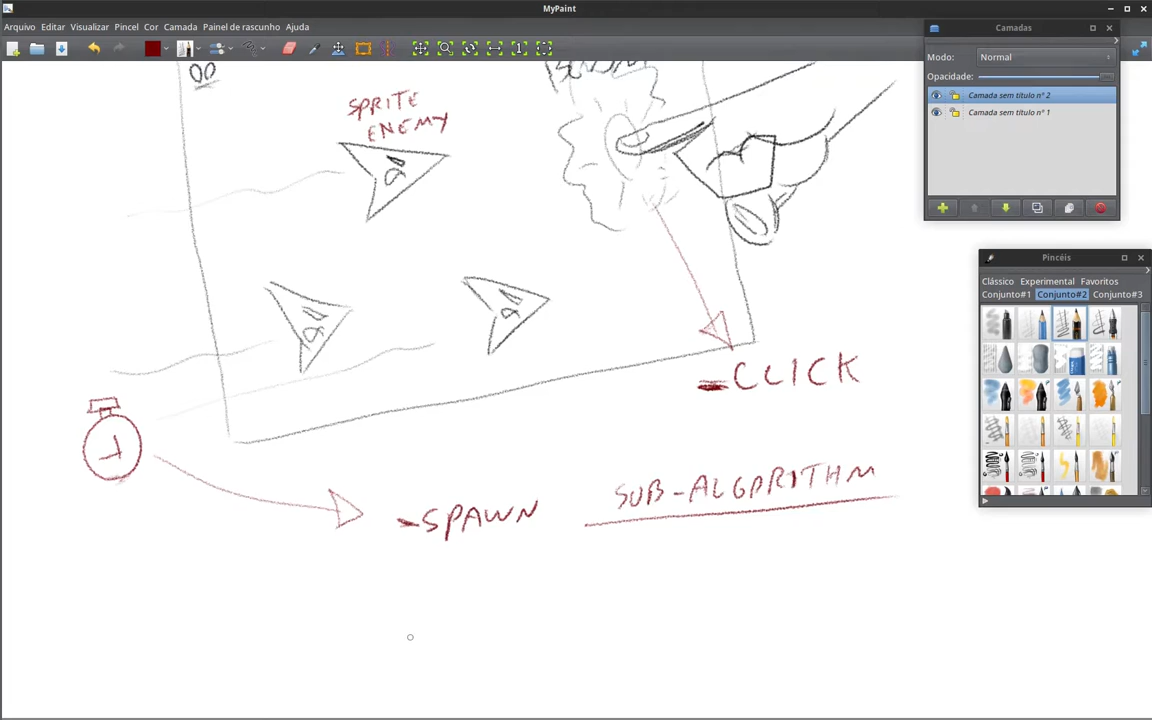 MyPaint
Arquivo Editar Visualizar Pincel Cor Camada Painel de rascunho Ajuda
Camadas
Modo: Normal
Opacidade:
Camada sem título nº 2
Camada sem título nº 1
Pincéis
Clássico Experimental Favoritos
Conjunto#1 Conjunto#2 Conjunto#3
00
SPRITE
ENEMY
-CLICK
SUB-ALGORITHM
-SPAWN